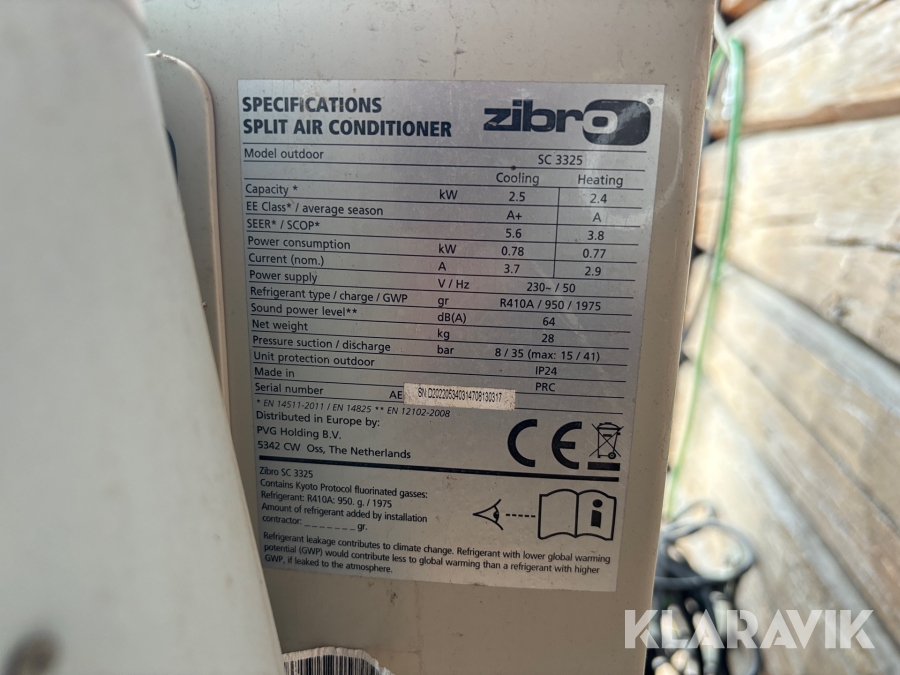 SPECIFICATIONS
SPLIT AIR CONDITIONER
zibro®
Model outdoor SC 3325
Cooling Heating
Capacity * kW 2.5 2.4
EE Class* / average season A+ A
SEER* / SCOP* 5.6 3.8
Power consumption kW 0.78 0.77
Current (nom.) A 3.7 2.9
Power supply V / Hz 230~ / 50
Refrigerant type / charge / GWP gr R410A / 950 / 1975
Sound power level** dB(A) 64
Net weight kg 28
Pressure suction / discharge bar 8 / 35 (max: 15 / 41)
Unit protection outdoor IP24
Made in PRC
Serial number AE SN D202205340314708130317
* EN 14511-2011 / EN 14825 ** EN 12102-2008
Distributed in Europe by:
PVG Holding B.V.
5342 CW Oss, The Netherlands
CE
Zibro SC 3325
Contains Kyoto Protocol fluorinated gasses:
Refrigerant: R410A: 950. g. / 1975
Amount of refrigerant added by installation
contractor: _ _ _ _ _ _ _ gr.
Refrigerant leakage contributes to climate change. Refrigerant with lower global warming
potential (GWP) would contribute less to global warming than a refrigerant with higher
GWP, if leaked to the atmosphere.
KLARAVIK